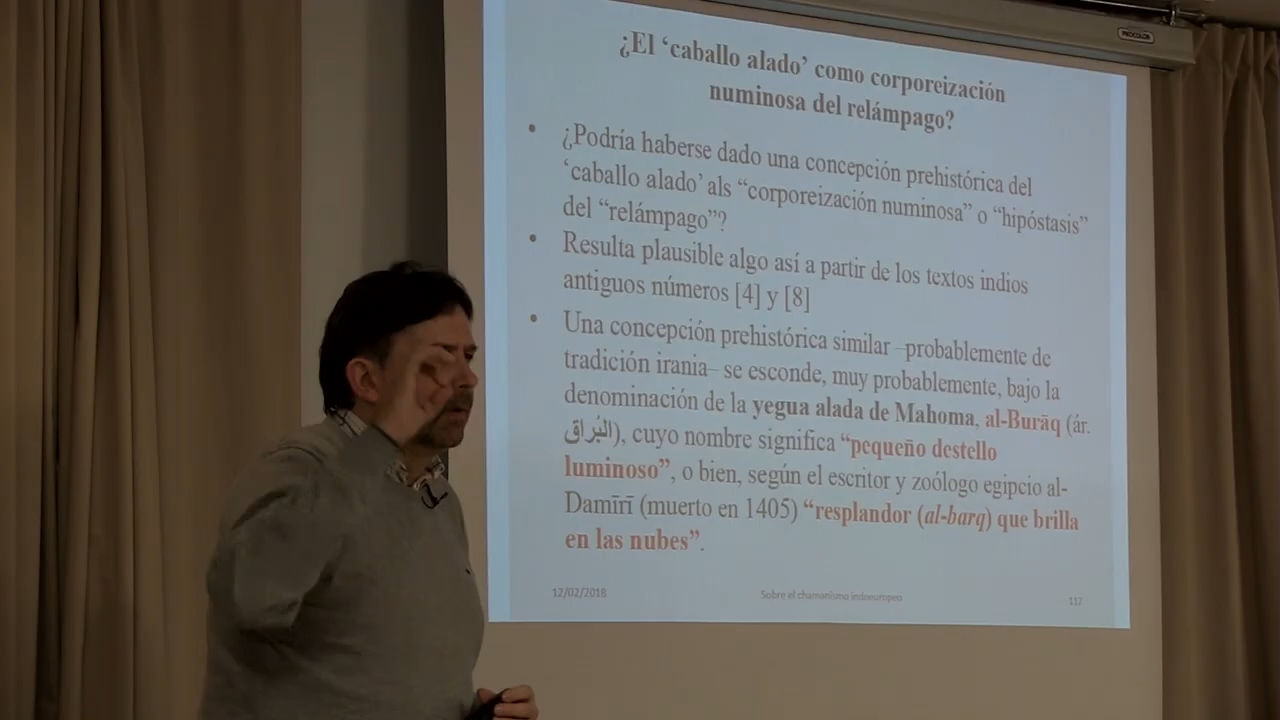 PROCOLOR
¿El ‘caballo alado’ como corporeización
numinosa del relámpago?
• ¿Podría haberse dado una concepción prehistórica del
‘caballo alado’ als “corporeización numinosa” o “hipóstasis”
del “relámpago”?
• Resulta plausible algo así a partir de los textos indios
antiguos números [4] y [8]
• Una concepción prehistórica similar –probablemente de
tradición irania– se esconde, muy probablemente, bajo la
denominación de la yegua alada de Mahoma, al-Burāq (ár.
البُراق), cuyo nombre significa “pequeño destello
luminoso”, o bien, según el escritor y zoólogo egipcio al-
Damīrī (muerto en 1405) “resplandor (al-barq) que brilla
en las nubes”.
12/02/2018 Sobre el chamanismo indoeuropeo 117